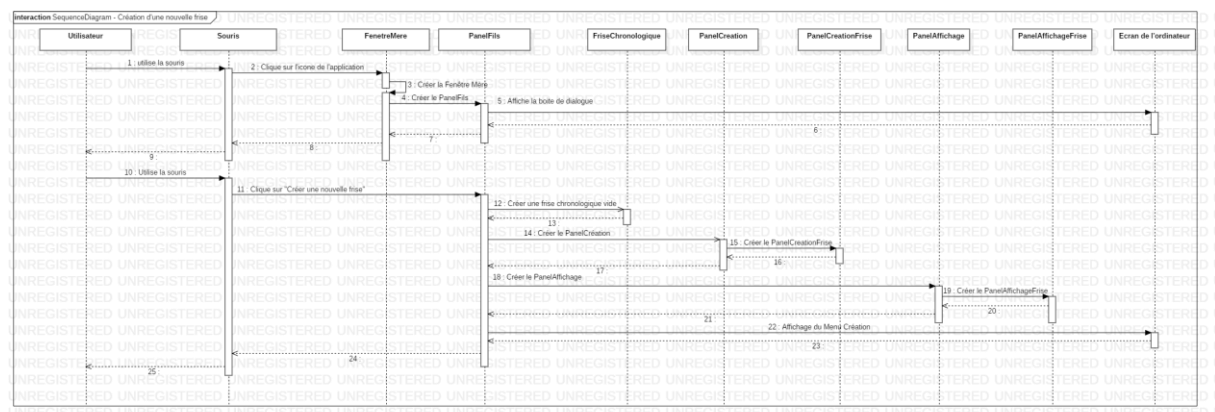 interaction SequenceDiagram - Création d'une nouvelle frise
Utilisateur
Souris
FenetreMere
PanelFils
FriseChronologique
PanelCreation
PanelCreationFrise
PanelAffichage
PanelAffichageFrise
Ecran de l'ordinateur
1 : utilise la souris
2 : Clique sur l'icone de l'application
3 : Créer la Fenêtre Mère
4 : Créer le PanelFils
5 : Affiche la boite de dialogue
6 :
7 :
8 :
9 :
10 : Utilise la souris
11 : Clique sur "Créer une nouvelle frise"
12 : Créer une frise chronologique vide
13 :
14 : Créer le PanelCréation
15 : Créer le PanelCreationFrise
16 :
17 :
18 : Créer le PanelAffichage
19 : Créer le PanelAffichageFrise
20 :
21 :
22 : Affichage du Menu Création
23 :
24 :
25 :
UNREGISTERED